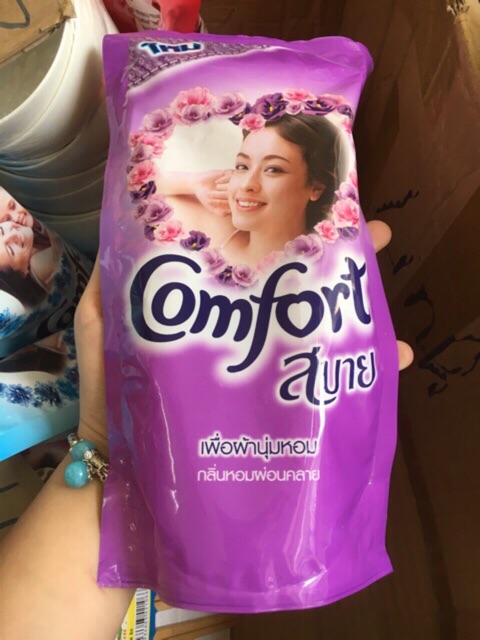 ใหม่
Comfort
สบาย
เพื่อผ้านุ่มหอม
กลิ่นหอมผ่อนคลาย